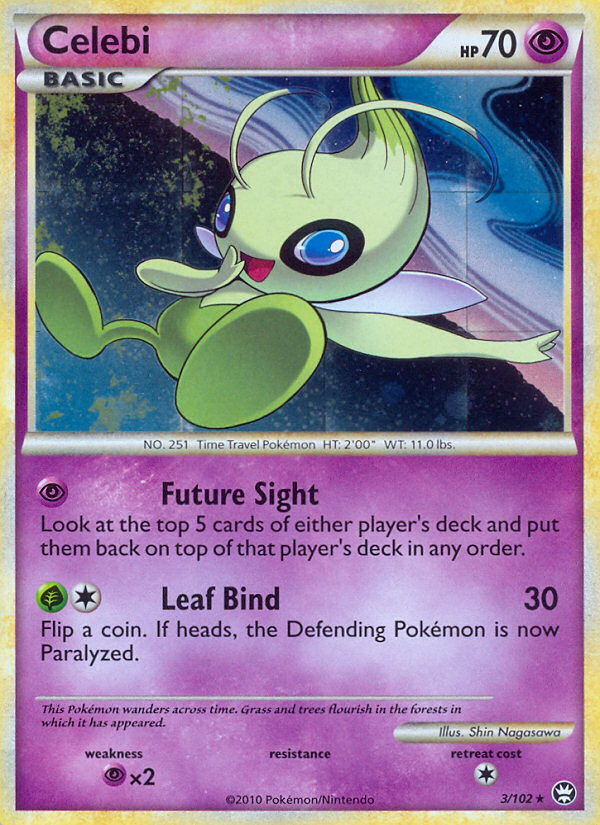 Celebi
HP 70
BASIC
NO. 251 Time Travel Pokémon HT: 2'00" WT: 11.0 lbs.
Future Sight
Look at the top 5 cards of either player's deck and put
them back on top of that player's deck in any order.
Leaf Bind 30
Flip a coin. If heads, the Defending Pokémon is now
Paralyzed.
This Pokémon wanders across time. Grass and trees flourish in the forests in
which it has appeared.
Illus. Shin Nagasawa
weakness resistance retreat cost
×2
©2010 Pokémon/Nintendo 3/102 ★